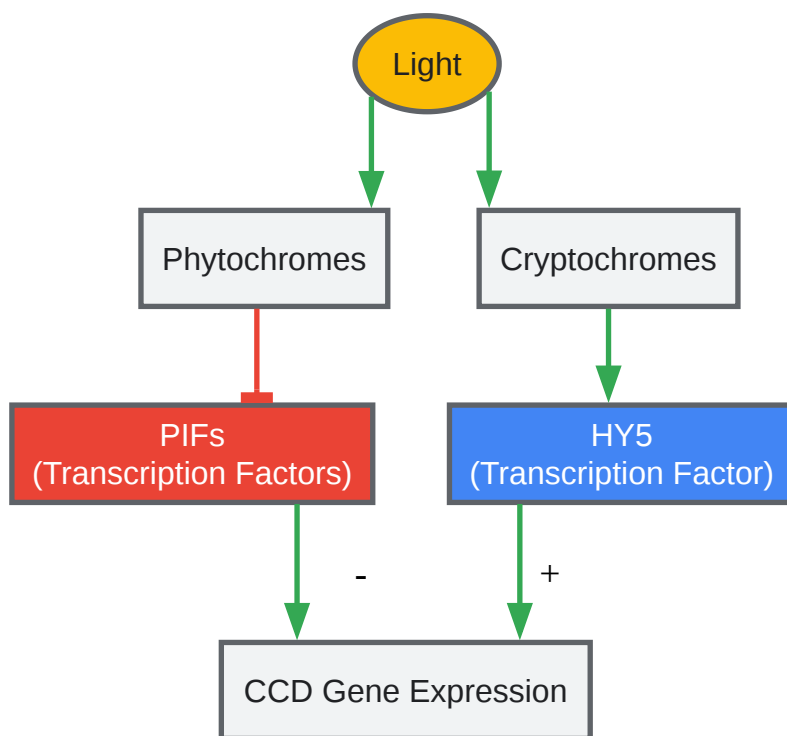 Light
Phytochromes
Cryptochromes
PIFs
(Transcription Factors)
HY5
(Transcription Factor)
-
+
CCD Gene Expression